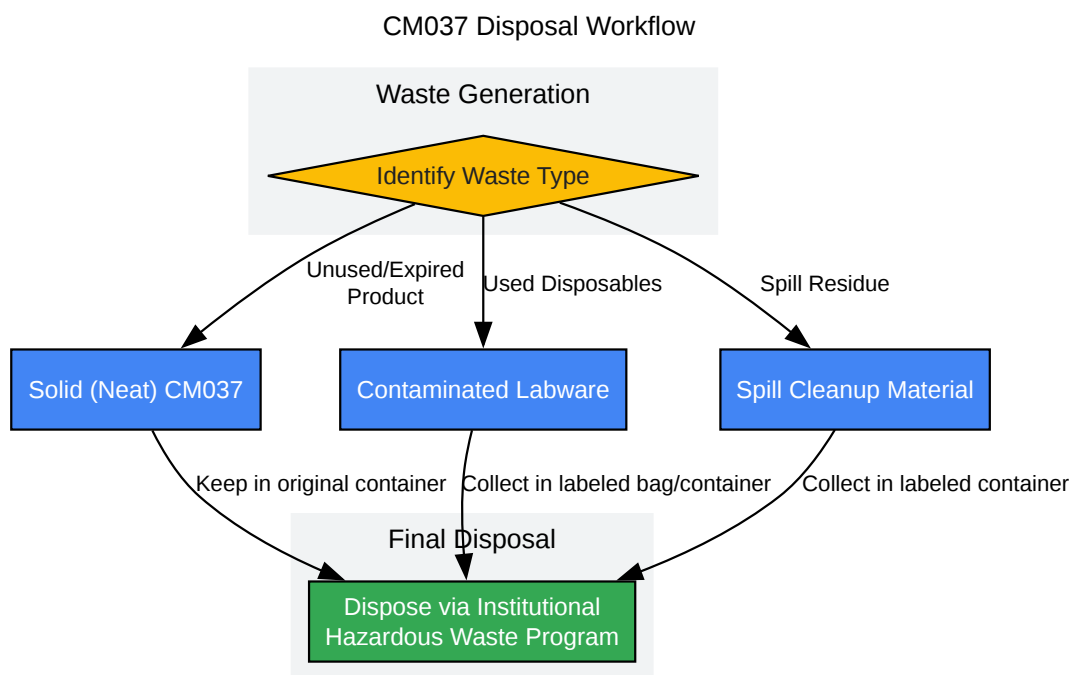 CM037 Disposal Workflow
Waste Generation
Identify Waste Type
Unused/Expired
Product
Used Disposables
Spill Residue
Solid (Neat) CM037
Contaminated Labware
Spill Cleanup Material
Keep in original container
Collect in labeled bag/container
Collect in labeled container
Final Disposal
Dispose via Institutional
Hazardous Waste Program